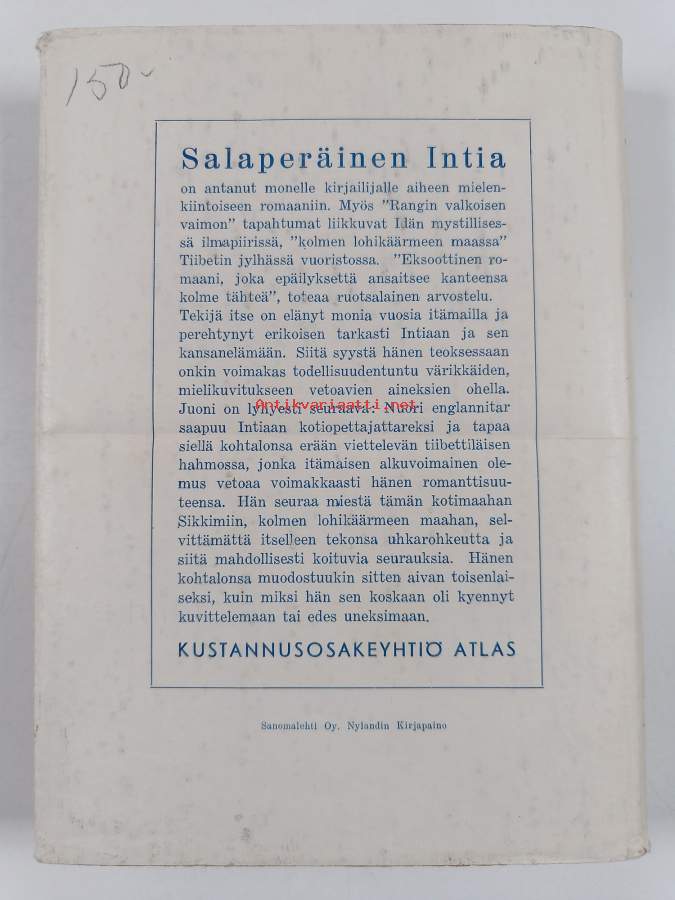 150-
Salaperäinen Intia
on antanut monelle kirjailijalle aiheen mielen-
kiintoiseen romaaniin. Myös "Rangin valkoisen
vaimon" tapahtumat liikkuvat Idän mystillises-
sä ilmapiirissä, "kolmen lohikäärmeen maassa"
Tiibetin jylhässä vuoristossa. "Eksoottinen ro-
maani, joka epäilyksettä ansaitsee kanteensa
kolme tähteä", toteaa ruotsalainen arvostelu.
Tekijä itse on elänyt monia vuosia itämailla ja
perehtynyt erikoisen tarkasti Intiaan ja sen
kansanelämään. Siitä syystä hänen teoksessaan
onkin voimakas todellisuudentuntu värikkäiden,
mielikuvitukseen vetoavien aineksien ohella.
Antikvariaatti.net
Juoni on lyhyesti seuraava: Nuori englannitar
saapuu Intiaan kotiopettajattareksi ja tapaa
siellä kohtalonsa erään viettelevän tiibettiläisen
hahmossa, jonka itämaisen alkuvoimainen ole-
mus vetoaa voimakkaasti hänen romanttisuu-
teensa. Hän seuraa miestä tämän kotimaahan
Sikkimiin, kolmen lohikäärmeen maahan, sel-
vittämättä itselleen tekonsa uhkarohkeutta ja
siitä mahdollisesti koituvia seurauksia. Hänen
kohtalonsa muodostuukin sitten aivan toisenlai-
seksi, kuin miksi hän sen koskaan oli kyennyt
kuvittelemaan tai edes uneksimaan.
KUSTANNUSOSAKEYHTIÖ ATLAS
Sanomalehti Oy. Nylandin Kirjapaino